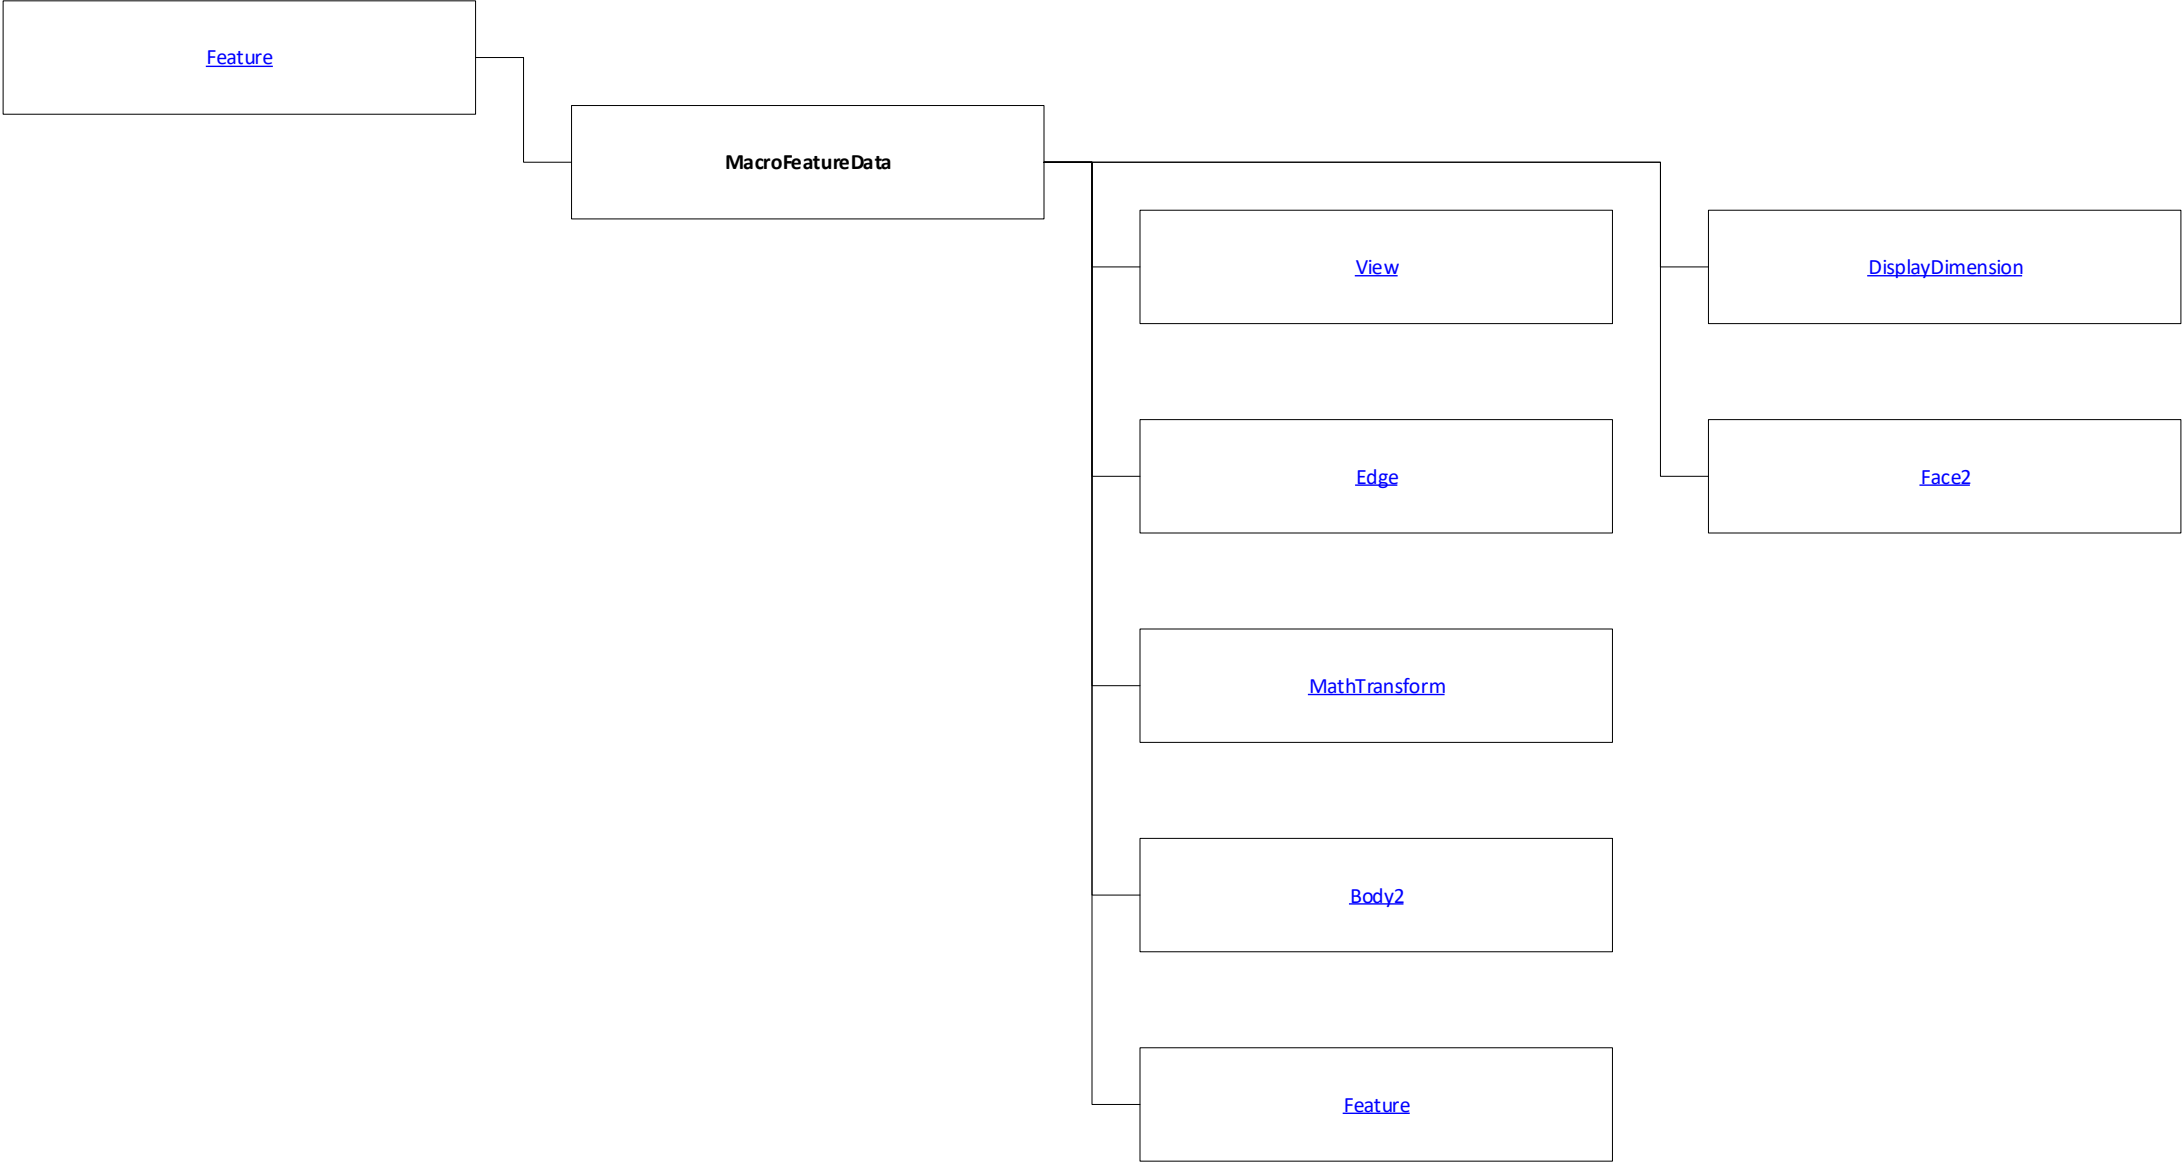 Feature
MacroFeatureData
View
DisplayDimension
Edge
Face2
MathTransform
Body2
Feature